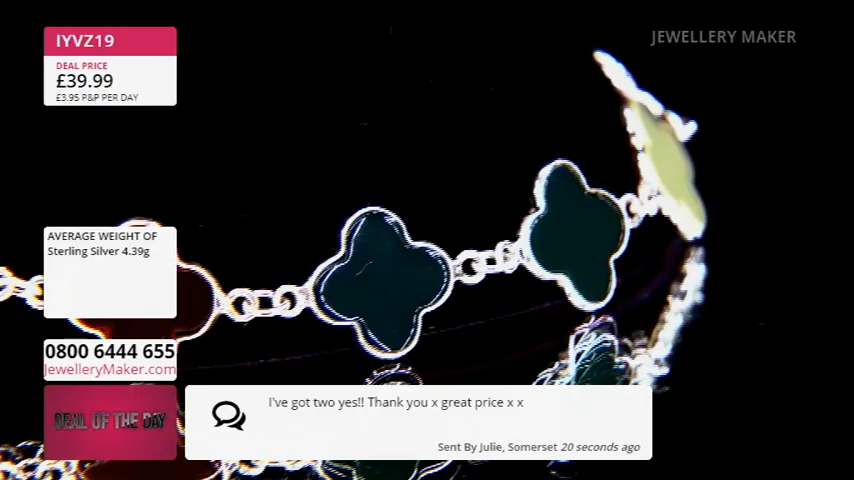 IYVZ19
DEAL PRICE
£39.99
£3.95 P&P PER DAY
JEWELLERY MAKER
AVERAGE WEIGHT OF
Sterling Silver 4.39g
0800 6444 655
JewelleryMaker.com
DEAL OF THE DAY
I've got two yes!! Thank you x great price x x
Sent By Julie, Somerset 20 seconds ago